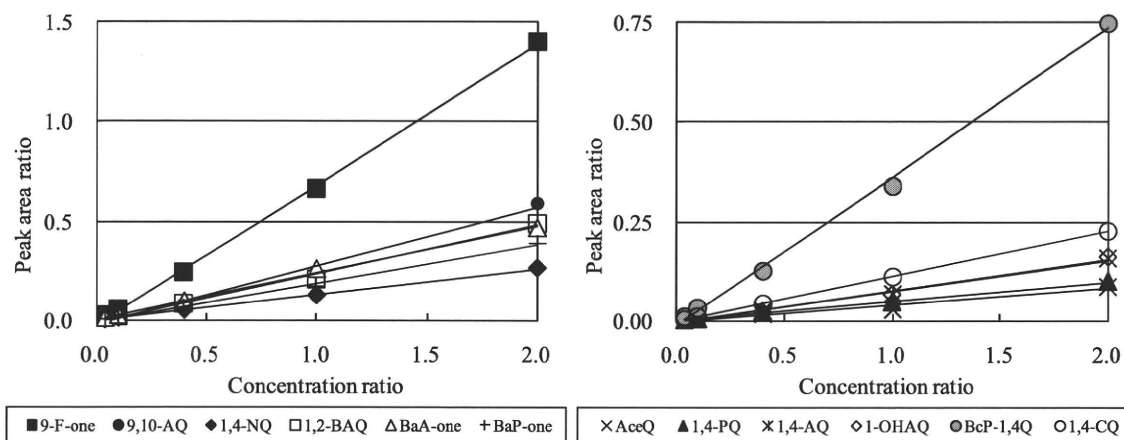 1.5
1.0
0.5
0.0
Peak area ratio
0.0 0.5 1.0 1.5 2.0
Concentration ratio
9-F-one 9,10-AQ 1,4-NQ 1,2-BAQ BaA-one BaP-one
0.75
0.50
0.25
0.00
Peak area ratio
0.0 0.5 1.0 1.5 2.0
Concentration ratio
AceQ 1,4-PQ 1,4-AQ 1-OHAQ BcP-1,4Q 1,4-CQ